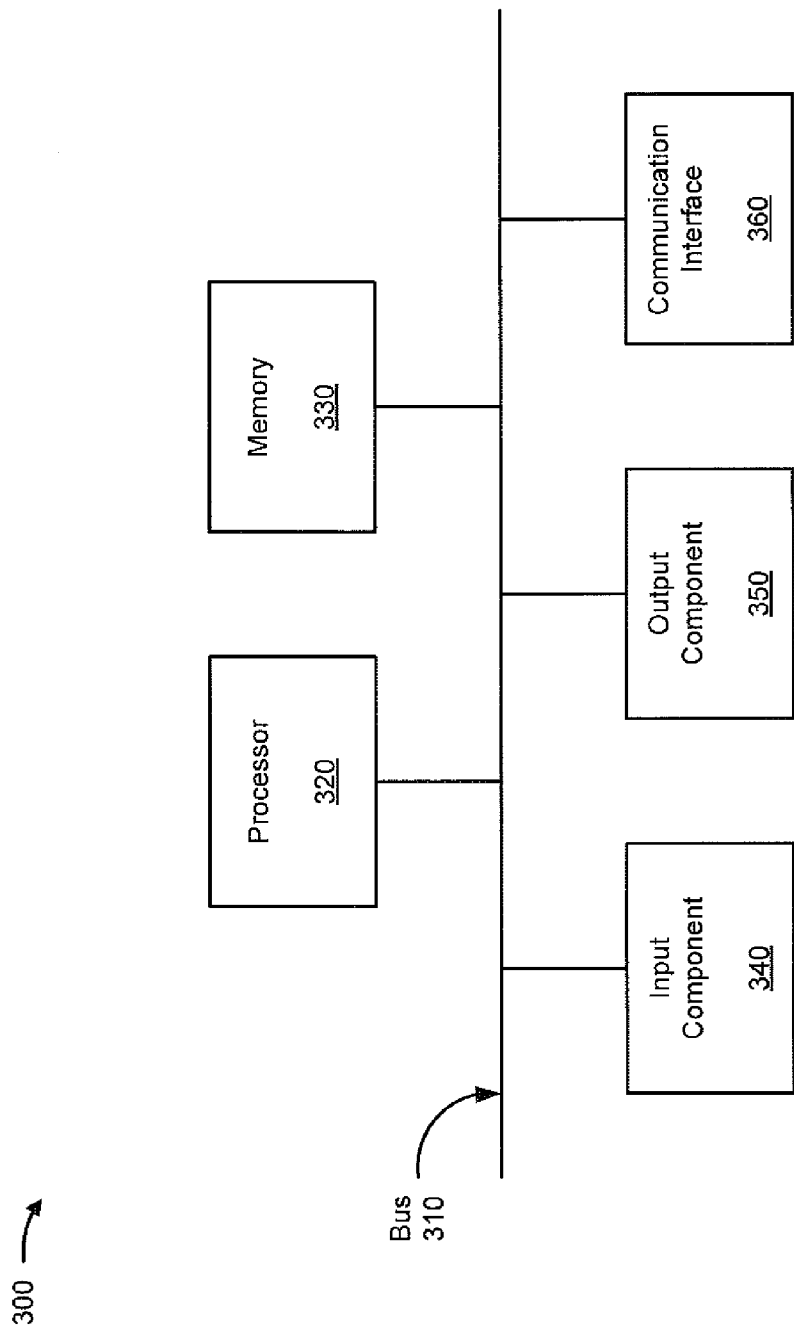 300
Bus
310
Processor
320
Memory
330
Input
Component
340
Output
Component
350
Communication
Interface
360